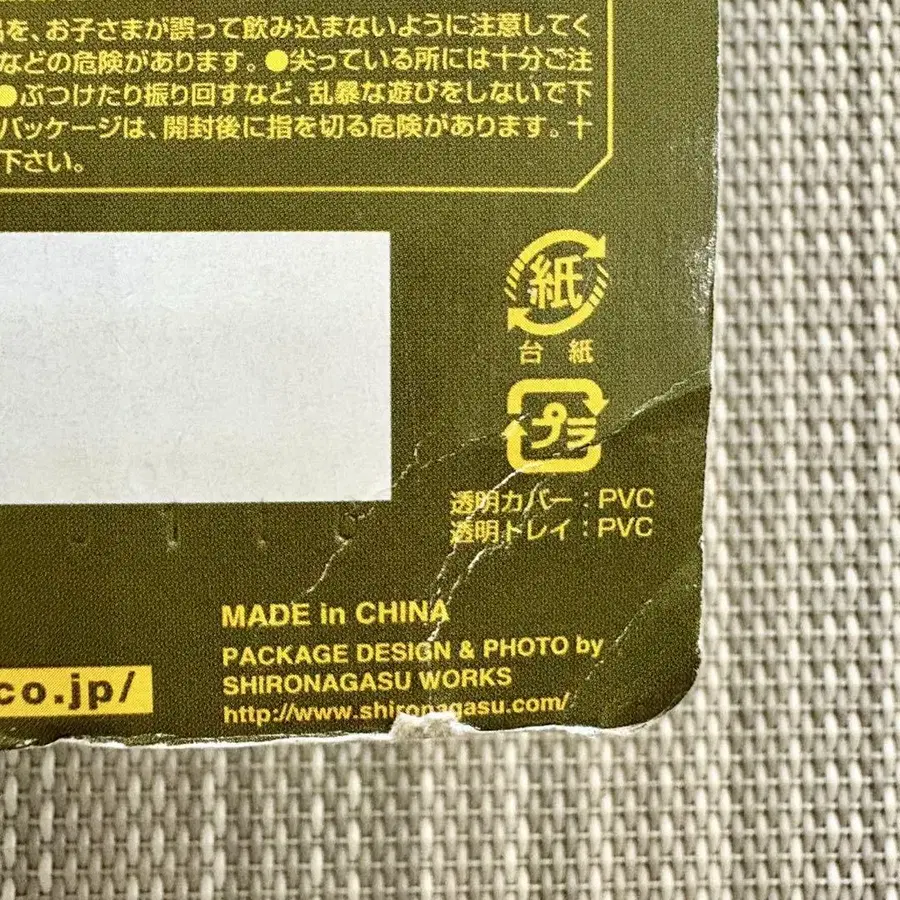 を、お子さまが誤って飲み込まないように注意してく
などの危険があります。●尖っている所には十分ご注
●ぶつけたり振り回すなど、乱暴な遊びをしないで下
パッケージは、開封後に指を切る危険があります。十
下さい。
紙
台紙
プラ
透明カバー:PVC
透明トレイ:PVC
MADE in CHINA
PACKAGE DESIGN & PHOTO by
SHIRONAGASU WORKS
co.jp/
http://www.shironagasu.com/